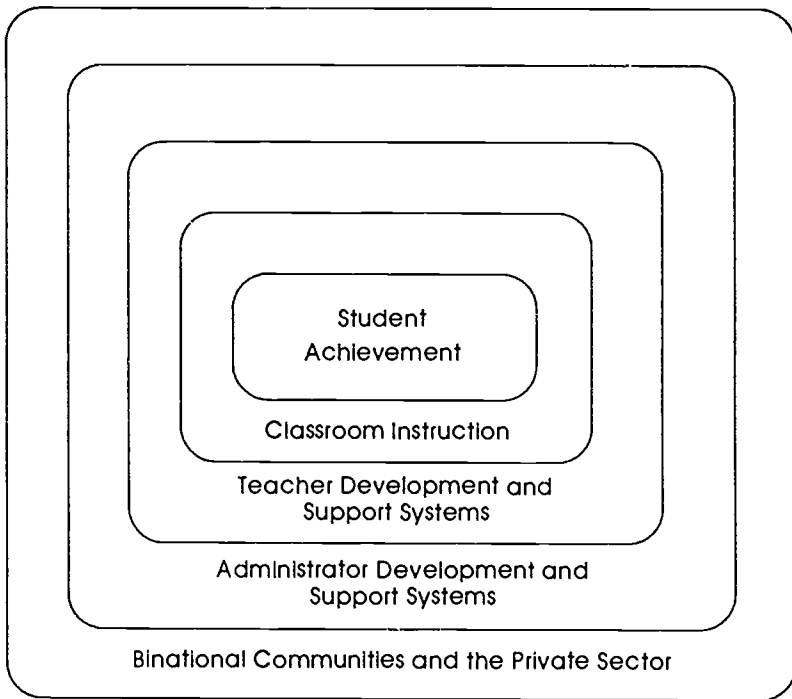 Student
Achievement
Classroom Instruction
Teacher Development and
Support Systems
Administrator Development and
Support Systems
Binational Communities and the Private Sector